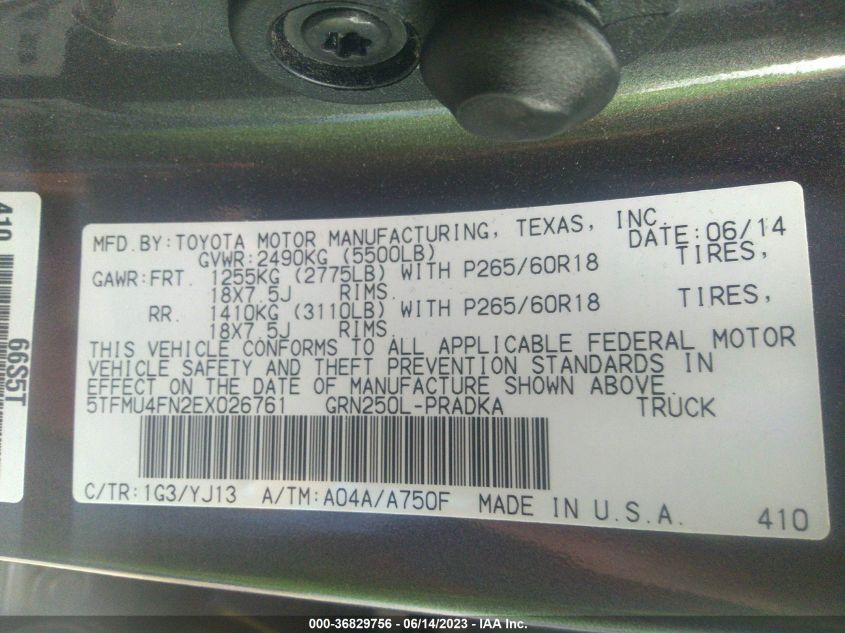 MFD.BY:TOYOTA MOTOR MANUFACTURING, TEXAS, INC.
DATE:06/14
GVWR:2490KG (5500LB)
GAWR:FRT. 1255KG (2775LB) WITH P265/60R18 TIRES,
18X7.5J RIMS.
RR. 1410KG (3110LB) WITH P265/60R18 TIRES,
18X7.5J RIMS.
THIS VEHICLE CONFORMS TO ALL APPLICABLE FEDERAL MOTOR
VEHICLE SAFETY AND THEFT PREVENTION STANDARDS IN
EFFECT ON THE DATE OF MANUFACTURE SHOWN ABOVE.
5TFMU4FN2EX026761 GRN250L-PRADKA TRUCK
C/TR:1G3/YJ13 A/TM:A04A/A750F MADE IN U.S.A. 410
410
66S5T
000-36829756 - 06/14/2023 - IAA Inc.